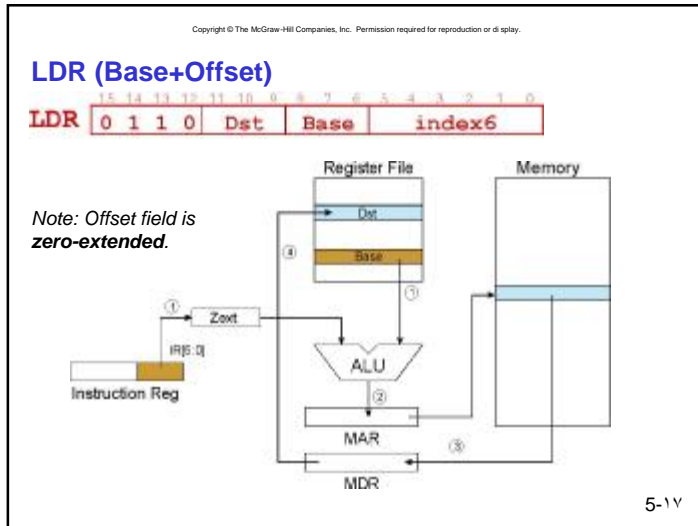 Copyright © The McGraw-Hill Companies, Inc. Permission required for reproduction or di splay.
LDR (Base+Offset)
15 14 13 12 11 10 9 8 7 6 5 4 3 2 1 0
LDR 0 1 1 0 Dst Base index6
Register File
Memory
Note: Offset field is
zero-extended.
Dst
④
Base
①
①
Zext
IR[5:0]
ALU
Instruction Reg
②
MAR
③
MDR
5-۱۷